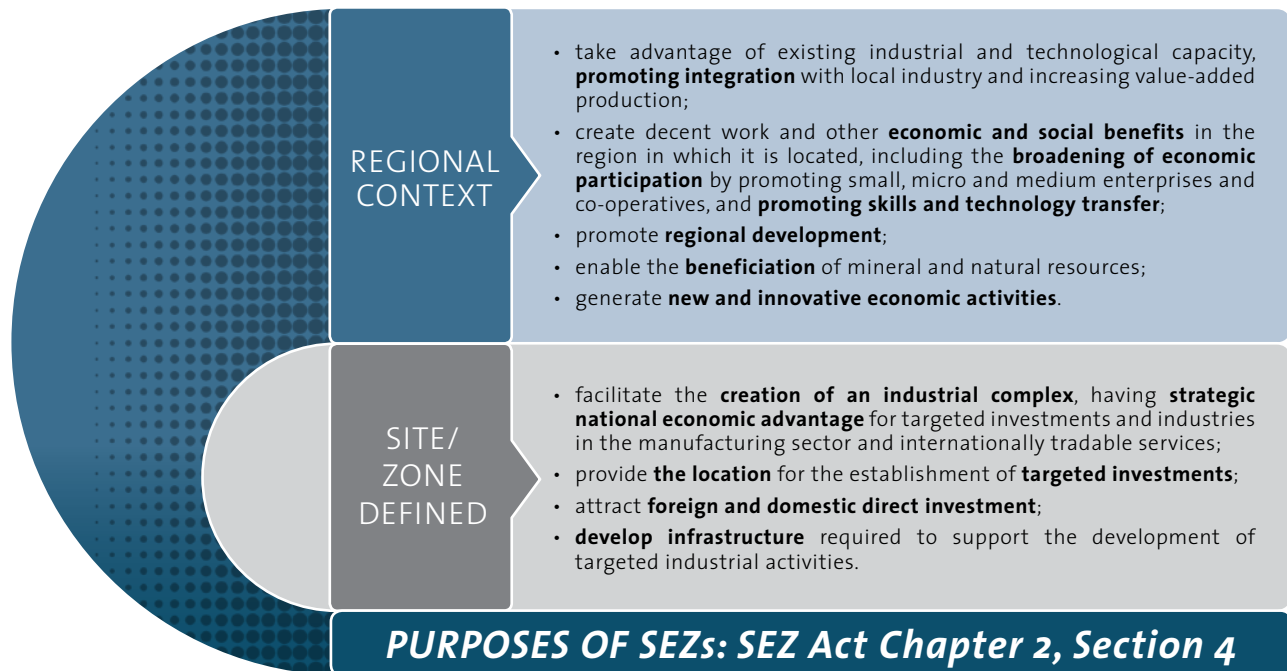 REGIONAL
CONTEXT
• take advantage of existing industrial and technological capacity,
promoting integration with local industry and increasing value-added
production;
• create decent work and other economic and social benefits in the
region in which it is located, including the broadening of economic
participation by promoting small, micro and medium enterprises and
co-operatives, and promoting skills and technology transfer;
• promote regional development;
• enable the beneficiation of mineral and natural resources;
• generate new and innovative economic activities.
SITE/
ZONE
DEFINED
• facilitate the creation of an industrial complex, having strategic
national economic advantage for targeted investments and industries
in the manufacturing sector and internationally tradable services;
• provide the location for the establishment of targeted investments;
• attract foreign and domestic direct investment;
• develop infrastructure required to support the development of
targeted industrial activities.
PURPOSES OF SEZs: SEZ Act Chapter 2, Section 4